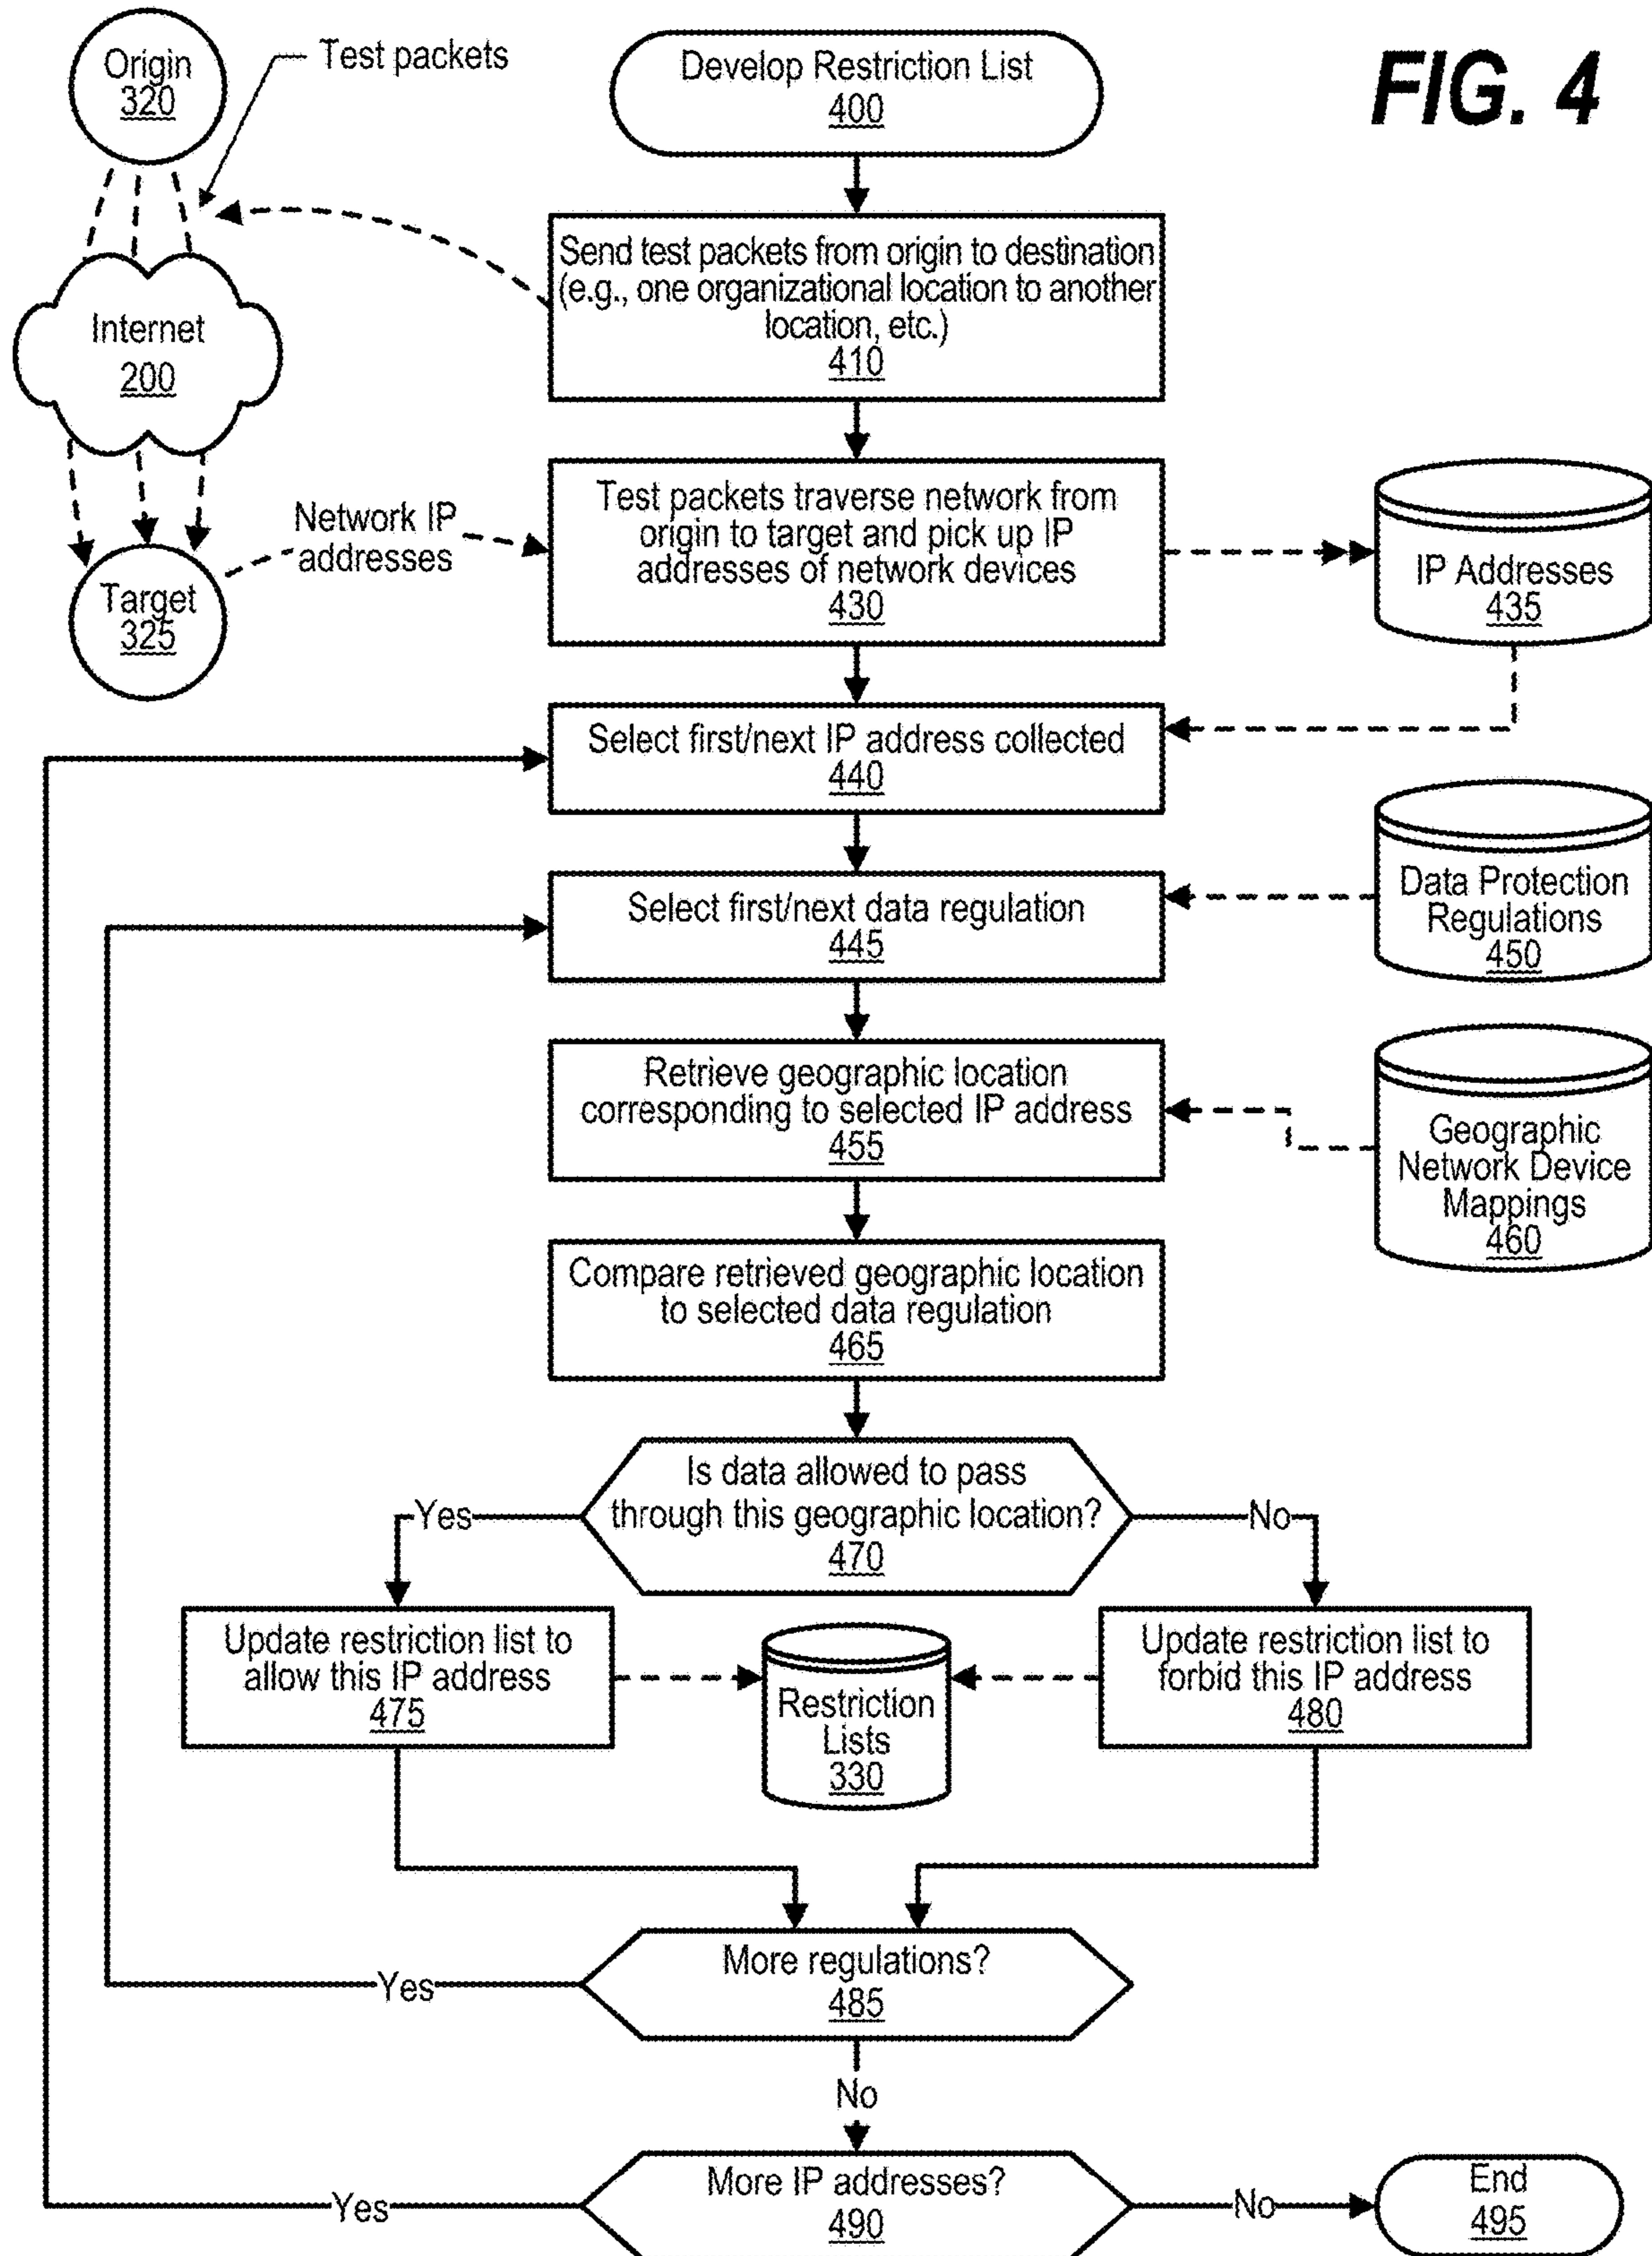 FIG. 4
Origin
320
Test packets
Develop Restriction List
400
Send test packets from origin to destination
(e.g., one organizational location to another
location, etc.)
410
Internet
200
Network IP
addresses
Target
325
Test packets traverse network from
origin to target and pick up IP
addresses of network devices
430
IP Addresses
435
Select first/next IP address collected
440
Select first/next data regulation
445
Data Protection
Regulations
450
Retrieve geographic location
corresponding to selected IP address
455
Geographic
Network Device
Mappings
460
Compare retrieved geographic location
to selected data regulation
465
Is data allowed to pass
through this geographic location?
470
Yes
No
Update restriction list to
allow this IP address
475
Restriction
Lists
330
Update restriction list to
forbid this IP address
480
More regulations?
485
Yes
No
More IP addresses?
490
Yes
No
End
495